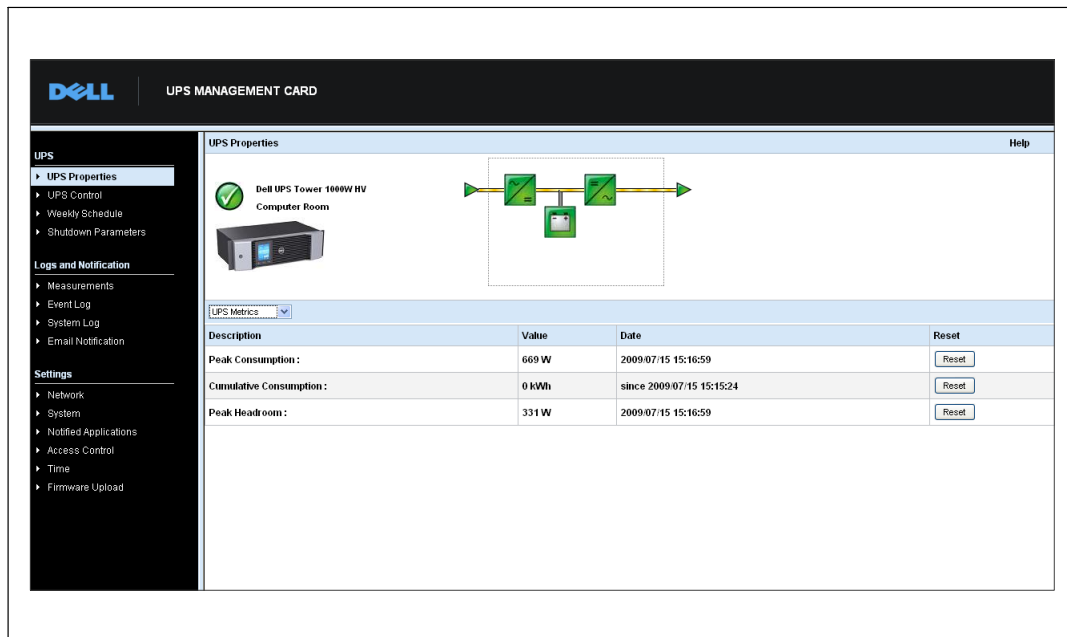 DELL
UPS MANAGEMENT CARD
UPS
UPS Properties
UPS Control
Weekly Schedule
Shutdown Parameters
Logs and Notification
Measurements
Event Log
System Log
Email Notification
Settings
Network
System
Notified Applications
Access Control
Time
Firmware Upload
UPS Properties Help
Dell UPS Tower 1000W HV
Computer Room
UPS Metrics
Description Value Date Reset
Peak Consumption : 669 W 2009/07/15 15:16:59 Reset
Cumulative Consumption : 0 kWh since 2009/07/15 15:15:24 Reset
Peak Headroom : 331 W 2009/07/15 15:16:59 Reset